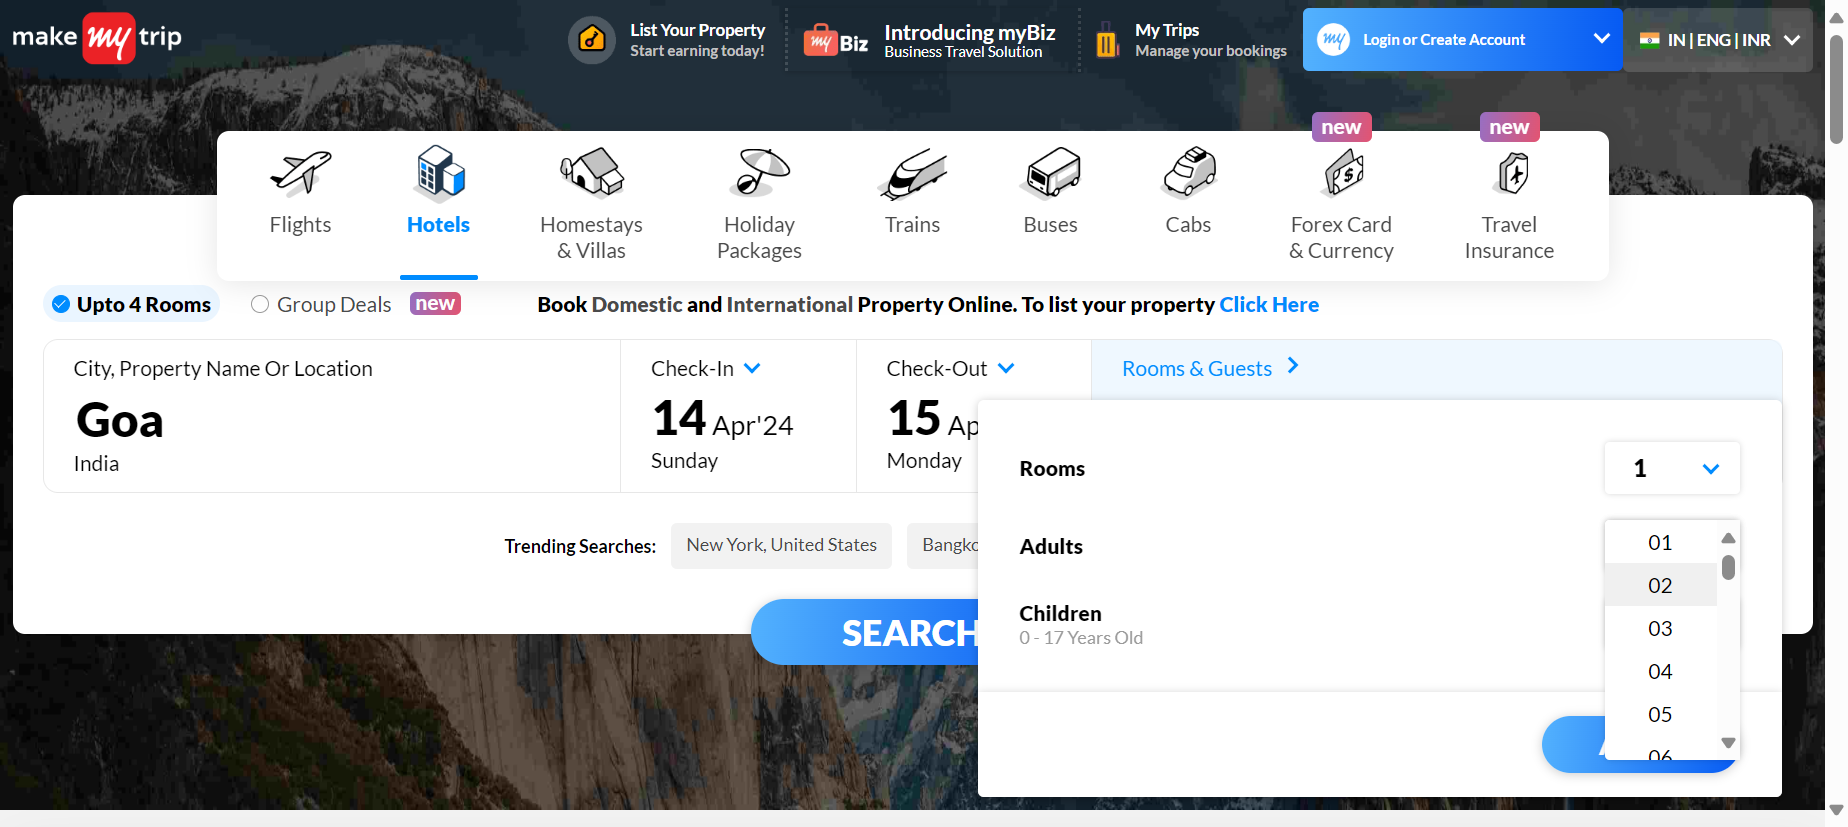 make my trip
List Your Property
Start earning today!
my Biz
Introducing myBiz
Business Travel Solution
My Trips
Manage your bookings
my
Login or Create Account
IN | ENG | INR
new
new
Flights
Hotels
Homestays
& Villas
Holiday
Packages
Trains
Buses
Cabs
Forex Card
& Currency
Travel
Insurance
Upto 4 Rooms
Group Deals
new
Book Domestic and International Property Online. To list your property Click Here
City, Property Name Or Location
Goa
India
Check-In
14 Apr'24
Sunday
Check-Out
15 Ap
Monday
Rooms & Guests
Rooms
1
Adults
Children
0 - 17 Years Old
01
02
03
04
05
06
Trending Searches:
New York, United States
Bangko
SEARCH